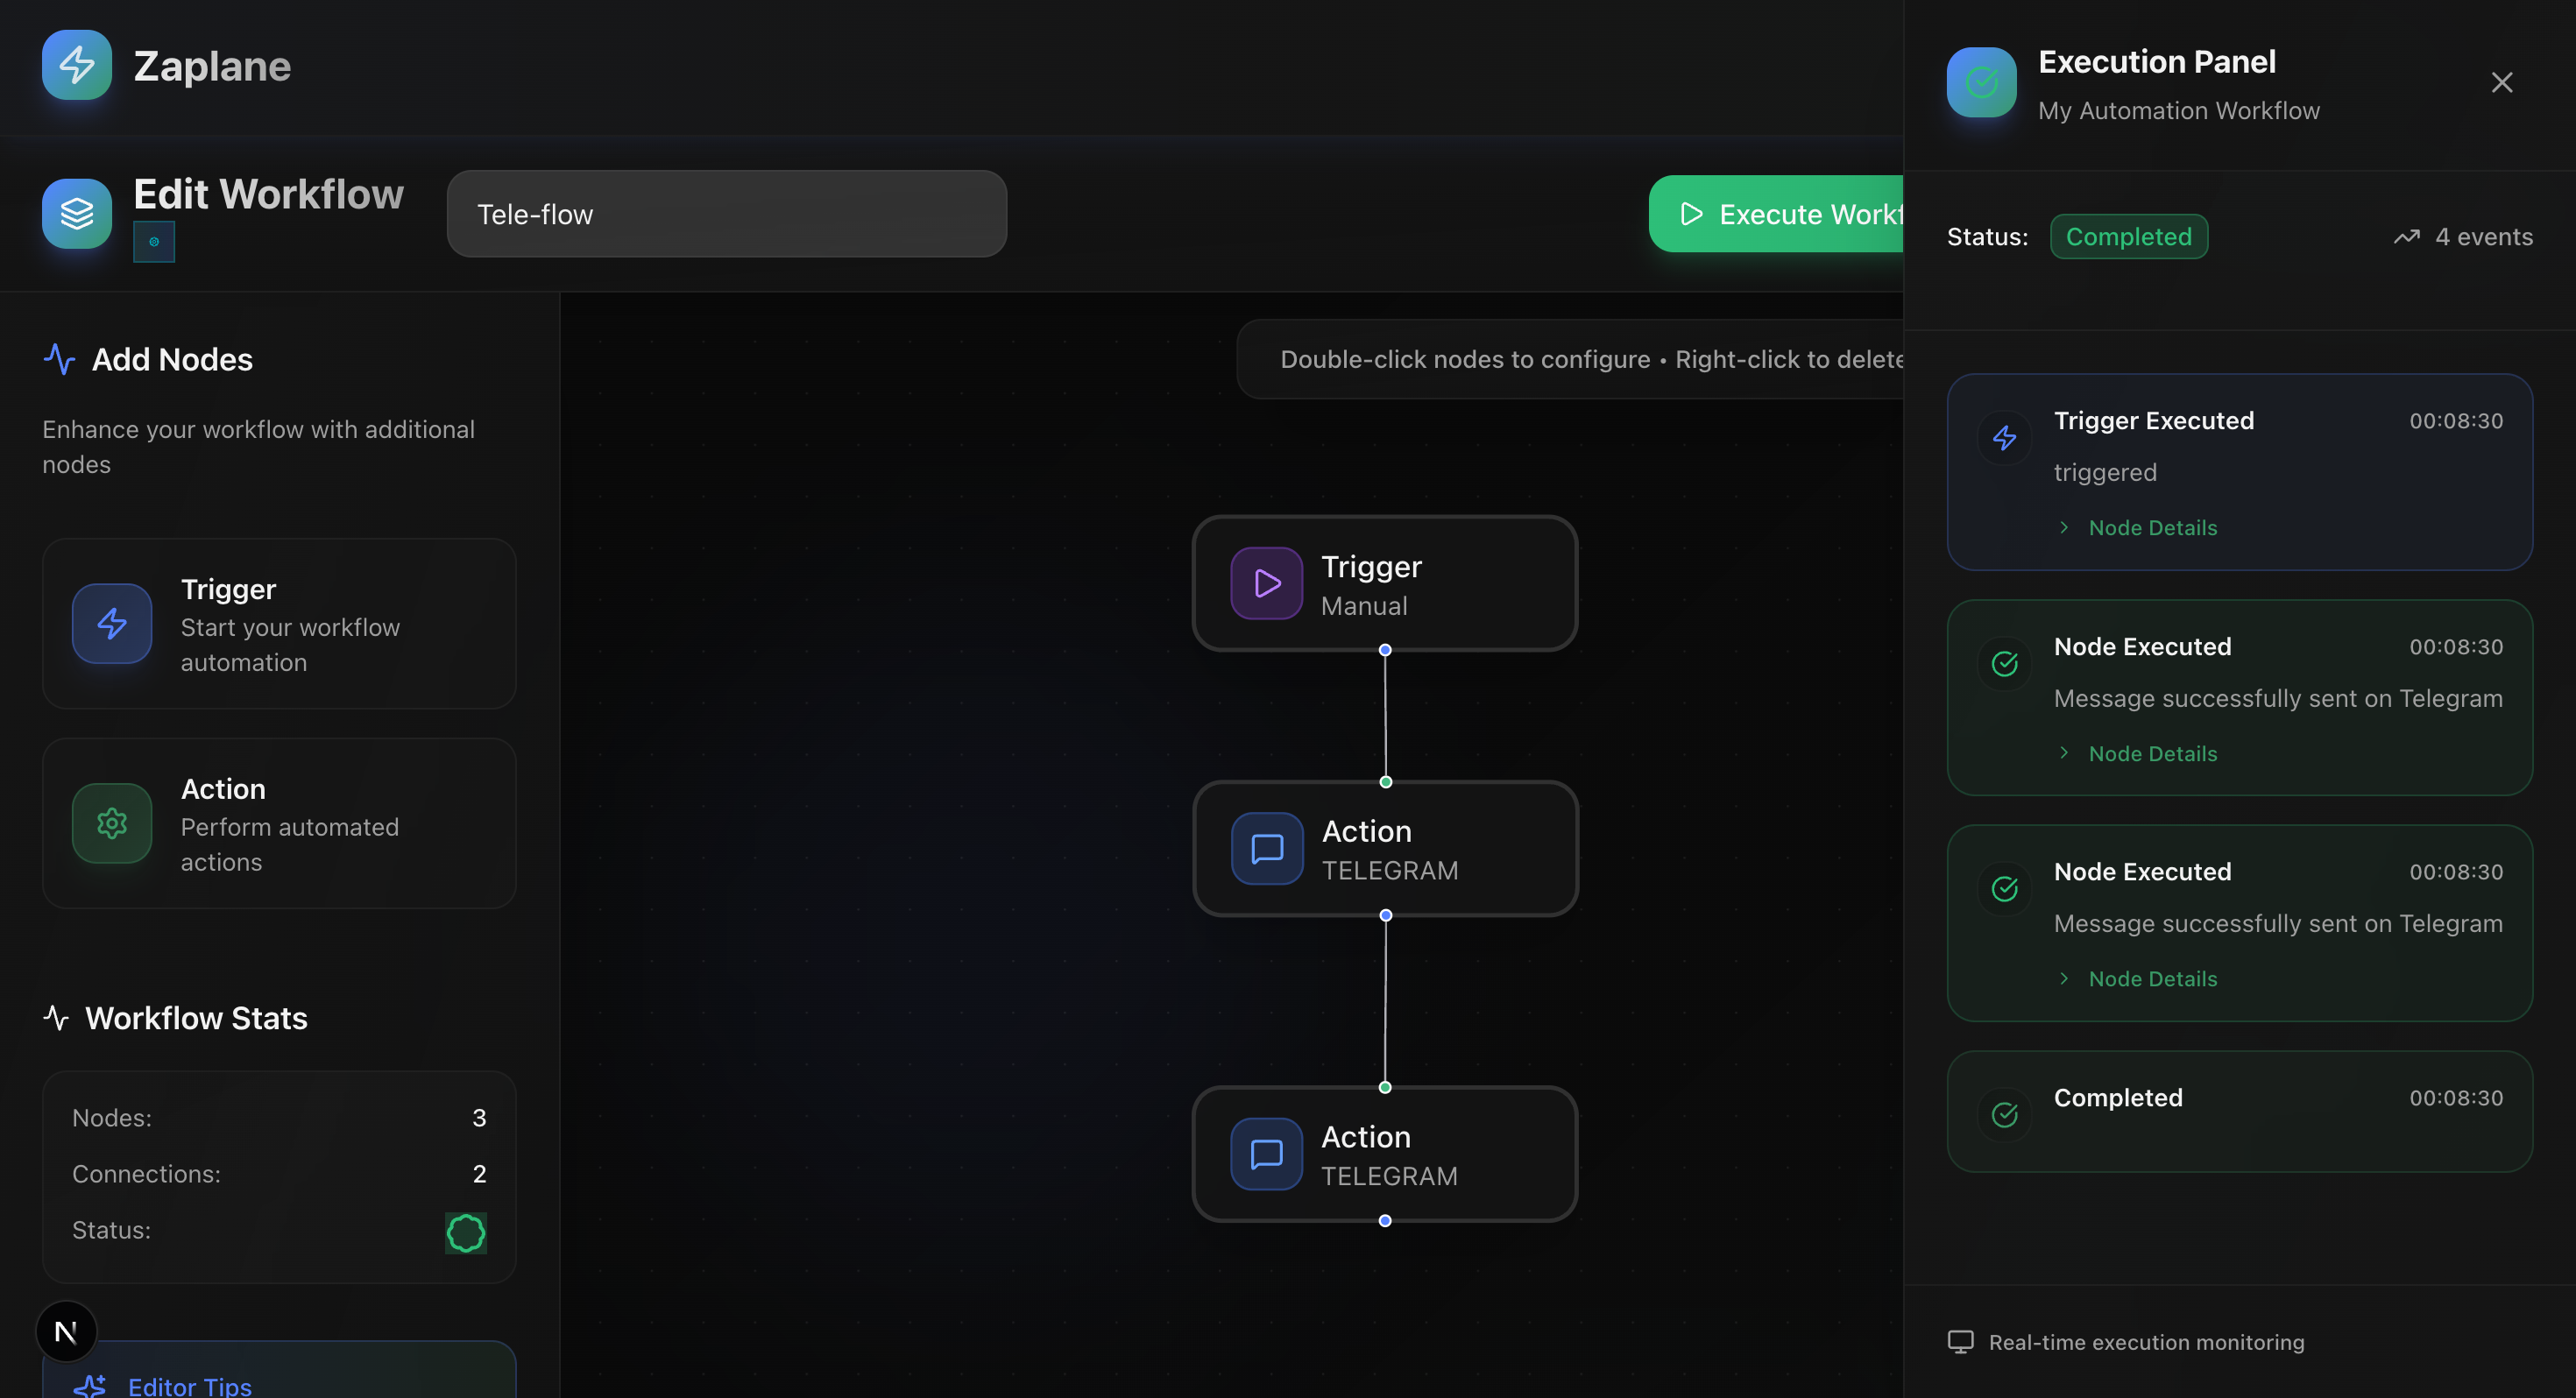 Zaplane
Edit Workflow
Tele-flow
Execute Workf
Add Nodes
Enhance your workflow with additional
nodes
Trigger
Start your workflow
automation
Action
Perform automated
actions
Workflow Stats
Nodes:
3
Connections:
2
Status:
N
Editor Tips
Double-click nodes to configure • Right-click to delete
Trigger
Manual
Action
TELEGRAM
Action
TELEGRAM
Execution Panel
My Automation Workflow
Status:
Completed
4 events
Trigger Executed
00:08:30
triggered
Node Details
Node Executed
00:08:30
Message successfully sent on Telegram
Node Details
Node Executed
00:08:30
Message successfully sent on Telegram
Node Details
Completed
00:08:30
Real-time execution monitoring